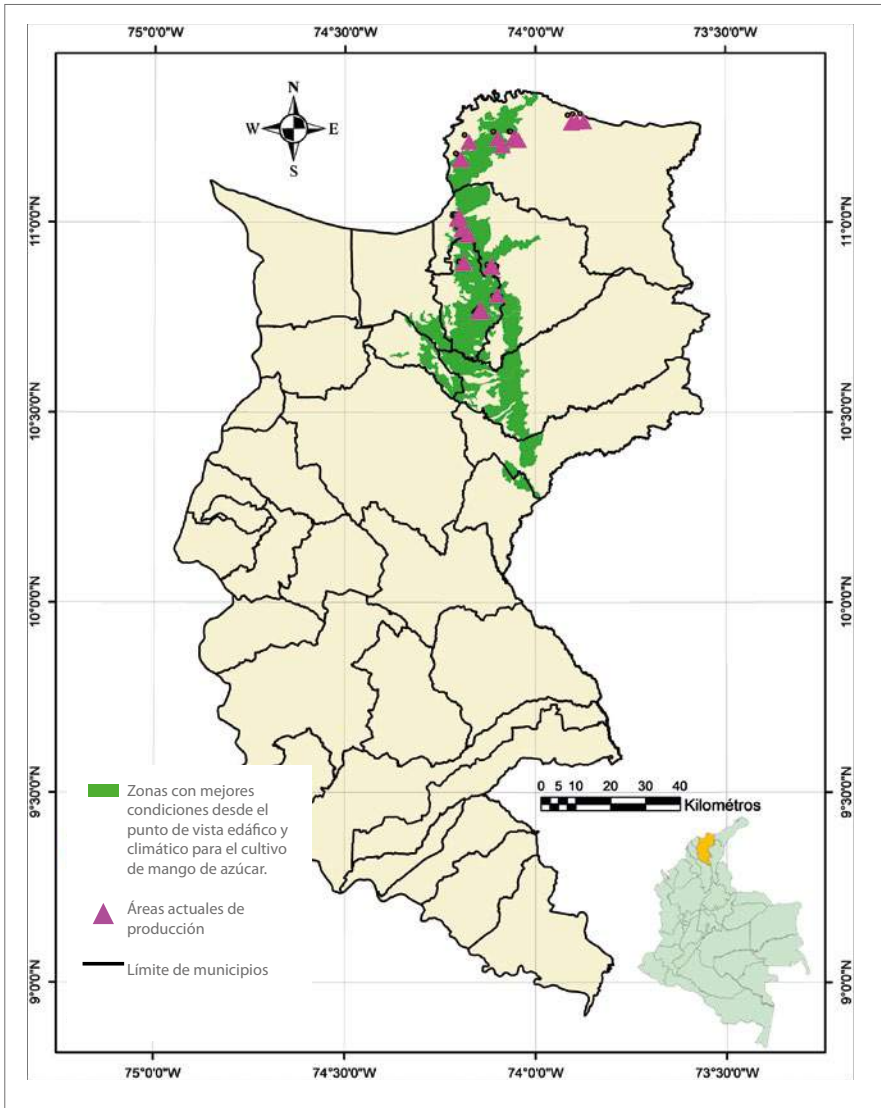 75°0'0"W 74°30'0"W 74°0'0"W 73°30'0"W
N
W E
S
11°0'0"N 11°0'0"N
10°30'0"N 10°30'0"N
10°0'0"N 10°0'0"N
9°30'0"N 9°30'0"N
9°0'0"N 9°0'0"N
Zonas con mejores
condiciones desde el
punto de vista edáfico y
climático para el cultivo
de mango de azúcar.
Áreas actuales de
producción
Límite de municipios
0 5 10 20 30 40
Kilométros
75°0'0"W 74°30'0"W 74°0'0"W 73°30'0"W